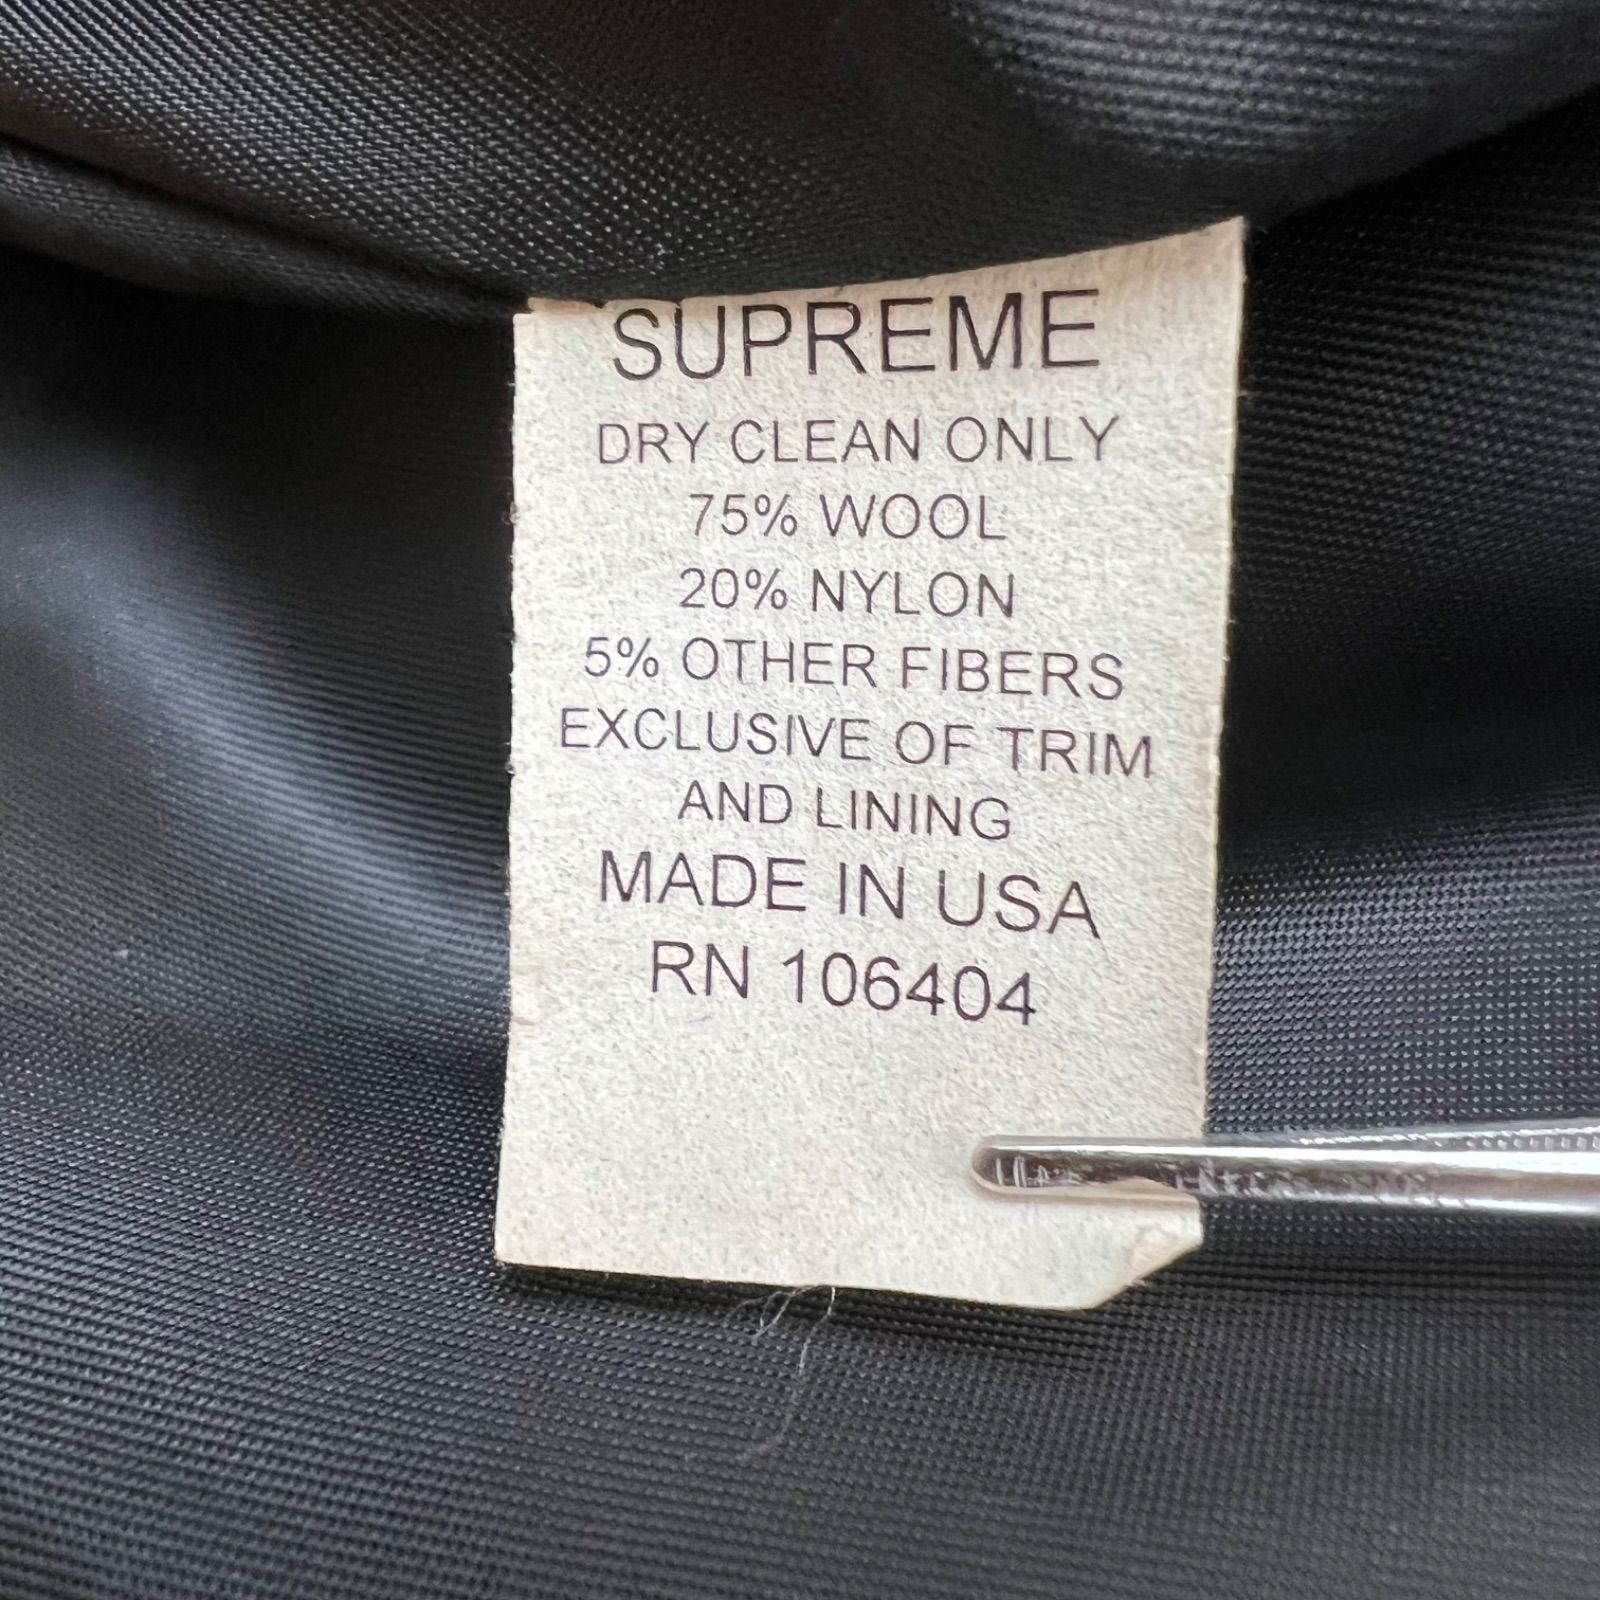 SUPREME
DRY CLEAN ONLY
75% WOOL
20% NYLON
5% OTHER FIBERS
EXCLUSIVE OF TRIM
AND LINING
MADE IN USA
RN 106404